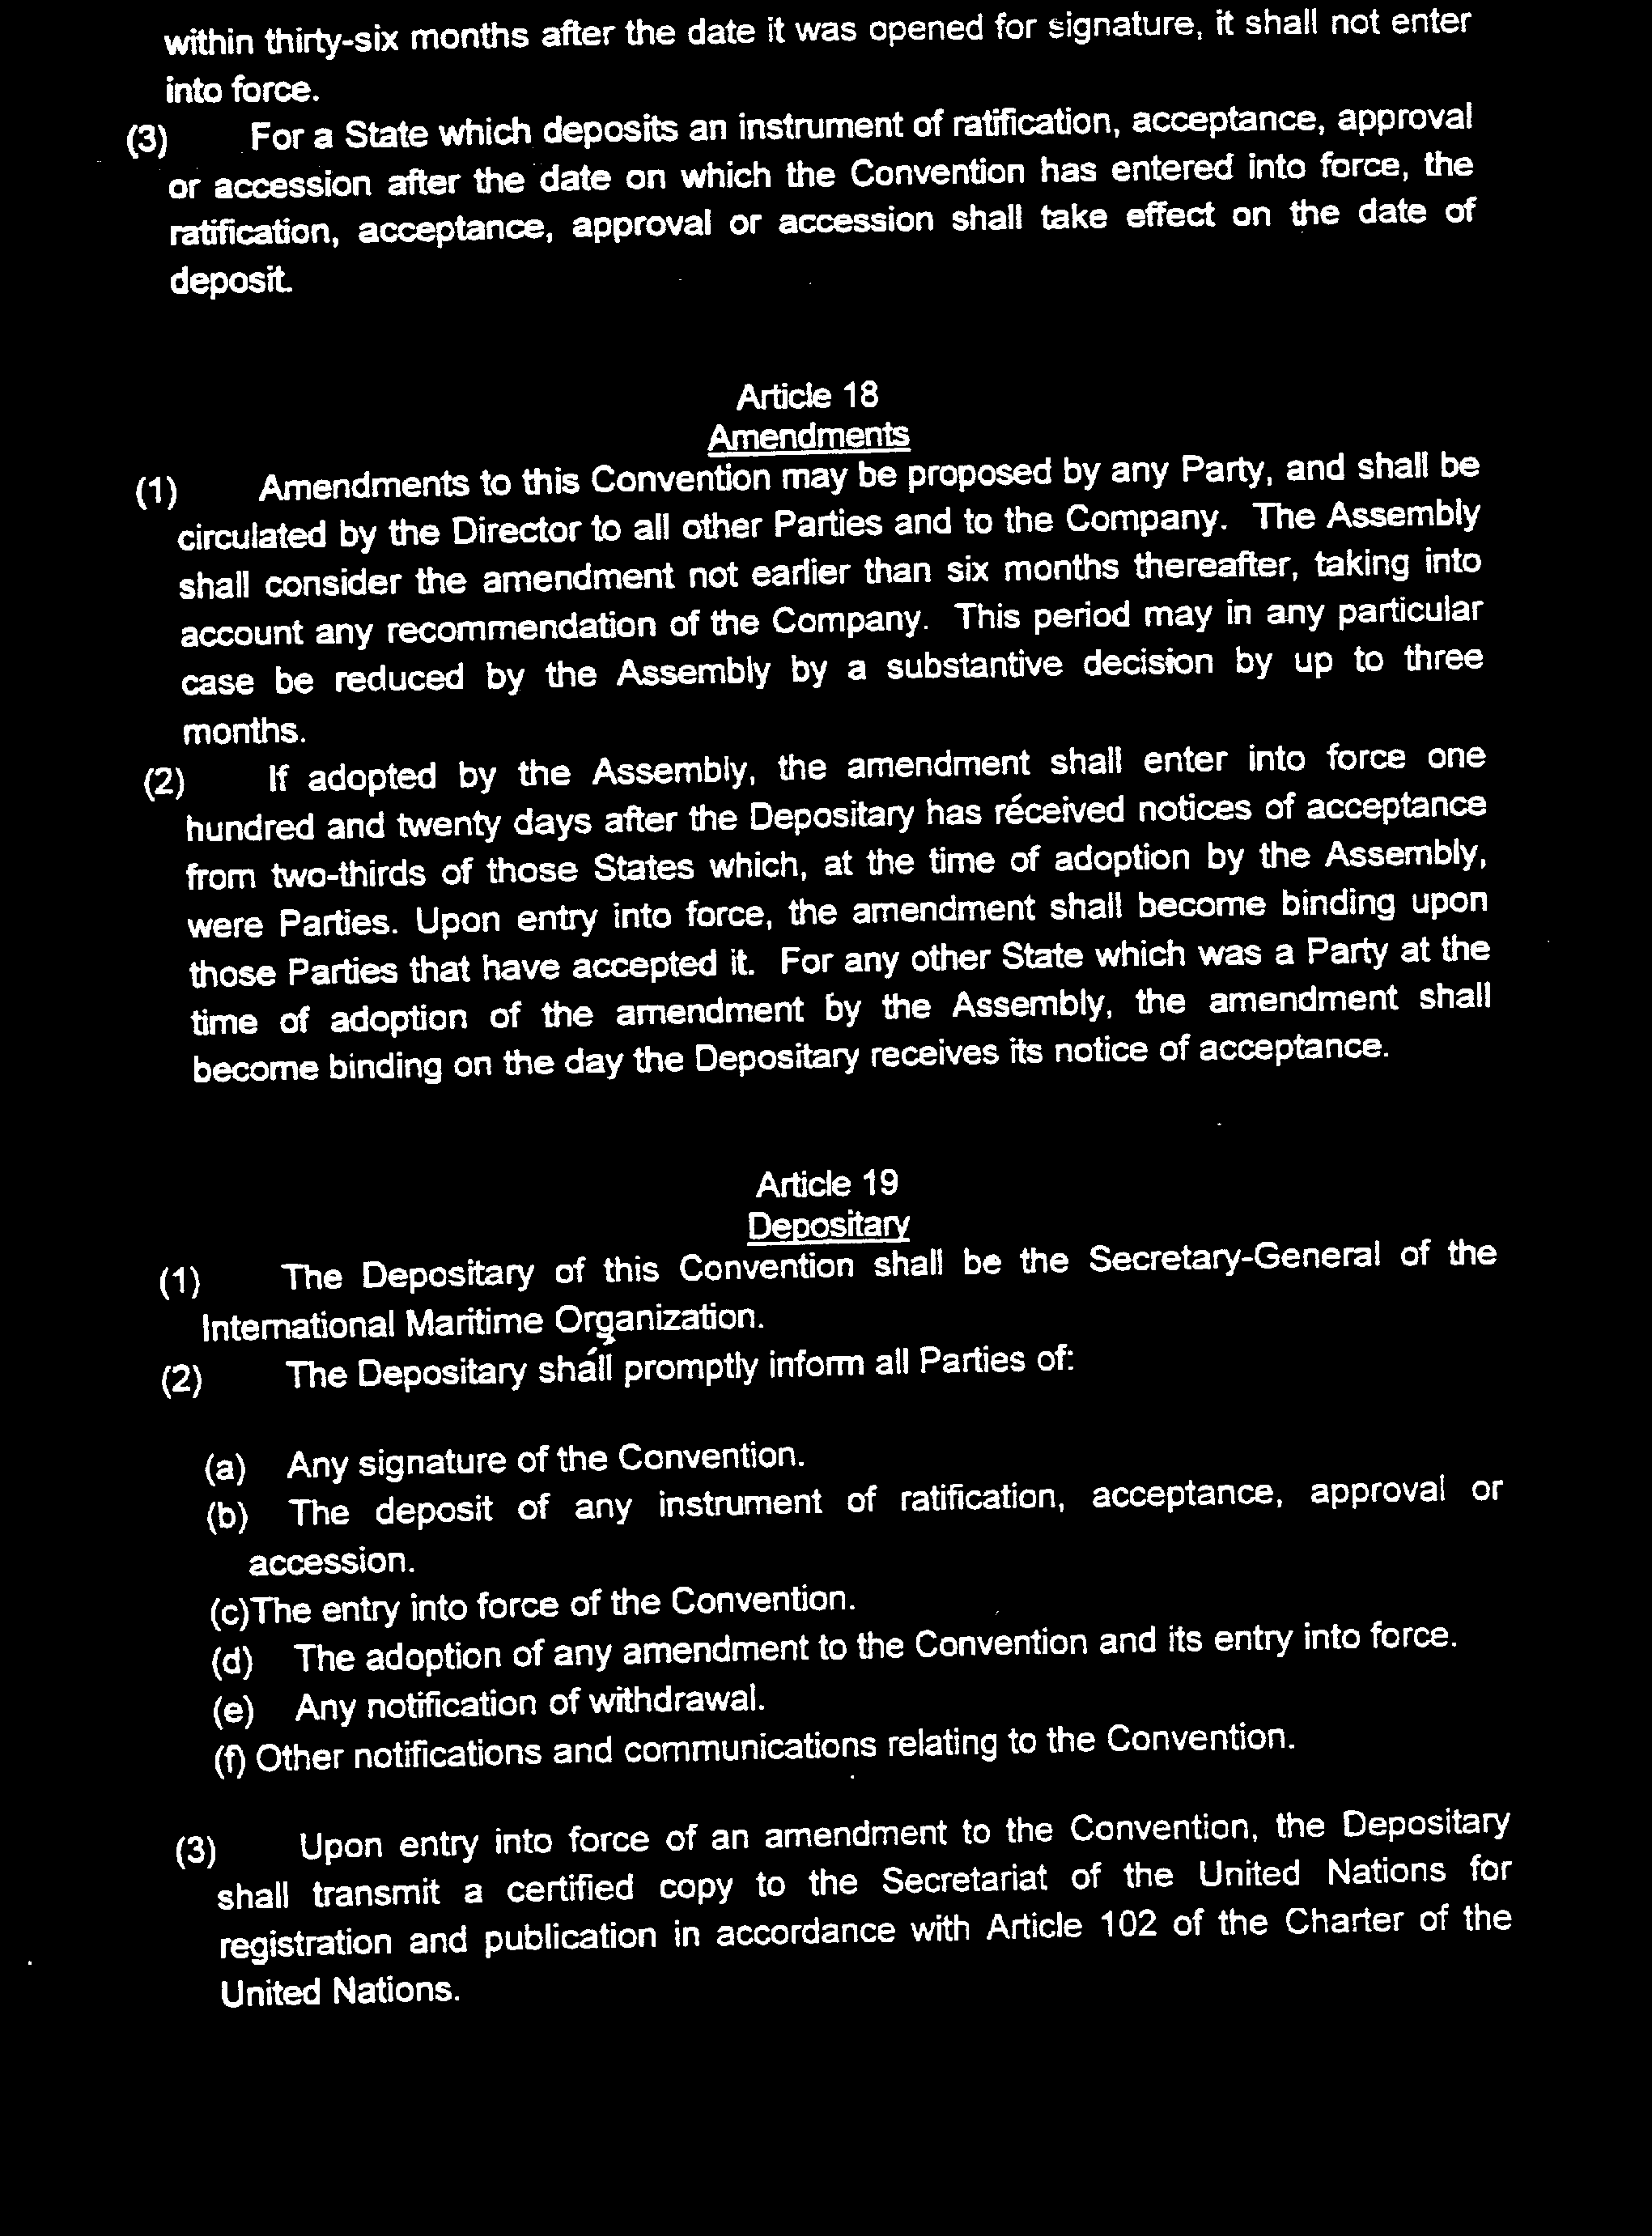 within thirty-six months after the date it was opened for signature, it shall not enter
into force.
(3) For a State which deposits an instrument of ratification, acceptance, approval
or accession after the date on which the Convention has entered into force, the
ratification, acceptance, approval or accession shall take effect on the date of
deposit.
Article 18
Amendments
(1) Amendments to this Convention may be proposed by any Party, and shall be
circulated by the Director to all other Parties and to the Company. The Assembly
shall consider the amendment not earlier than six months thereafter, taking into
account any recommendation of the Company. This period may in any particular
case be reduced by the Assembly by a substantive decision by up to three
months.
(2) If adopted by the Assembly, the amendment shall enter into force one
hundred and twenty days after the Depositary has received notices of acceptance
from two-thirds of those States which, at the time of adoption by the Assembly,
were Parties. Upon entry into force, the amendment shall become binding upon
those Parties that have accepted it. For any other State which was a Party at the
time of adoption of the amendment by the Assembly, the amendment shall
become binding on the day the Depositary receives its notice of acceptance.
Article 19
Depositary
(1) The Depositary of this Convention shall be the Secretary-General of the
International Maritime Organization.
(2) The Depositary shall promptly inform all Parties of:
(a) Any signature of the Convention.
(b) The deposit of any instrument of ratification, acceptance, approval or
accession.
(c)The entry into force of the Convention.
(d) The adoption of any amendment to the Convention and its entry into force.
(e) Any notification of withdrawal.
(f) Other notifications and communications relating to the Convention.
(3) Upon entry into force of an amendment to the Convention, the Depositary
shall transmit a certified copy to the Secretariat of the United Nations for
registration and publication in accordance with Article 102 of the Charter of the
United Nations.